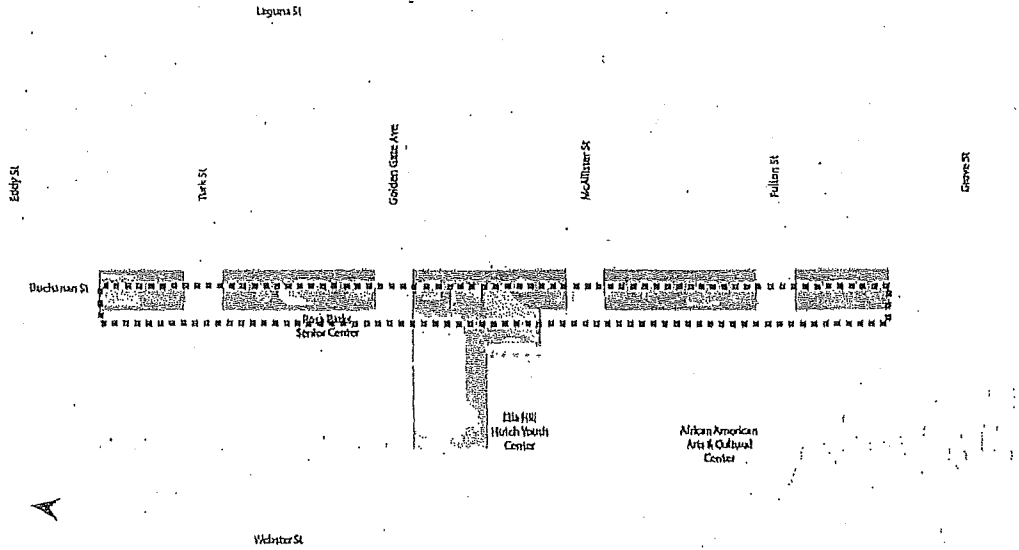 Laguna St
Eddy St
Turk St
Golden Gate Ave
McAllister St
Fulton St
Grove St
Buchanan St
Rosa Parks
Senior Center
Ella Hill
Hutch Youth
Center
African American
Arts & Cultural
Center
Webster St